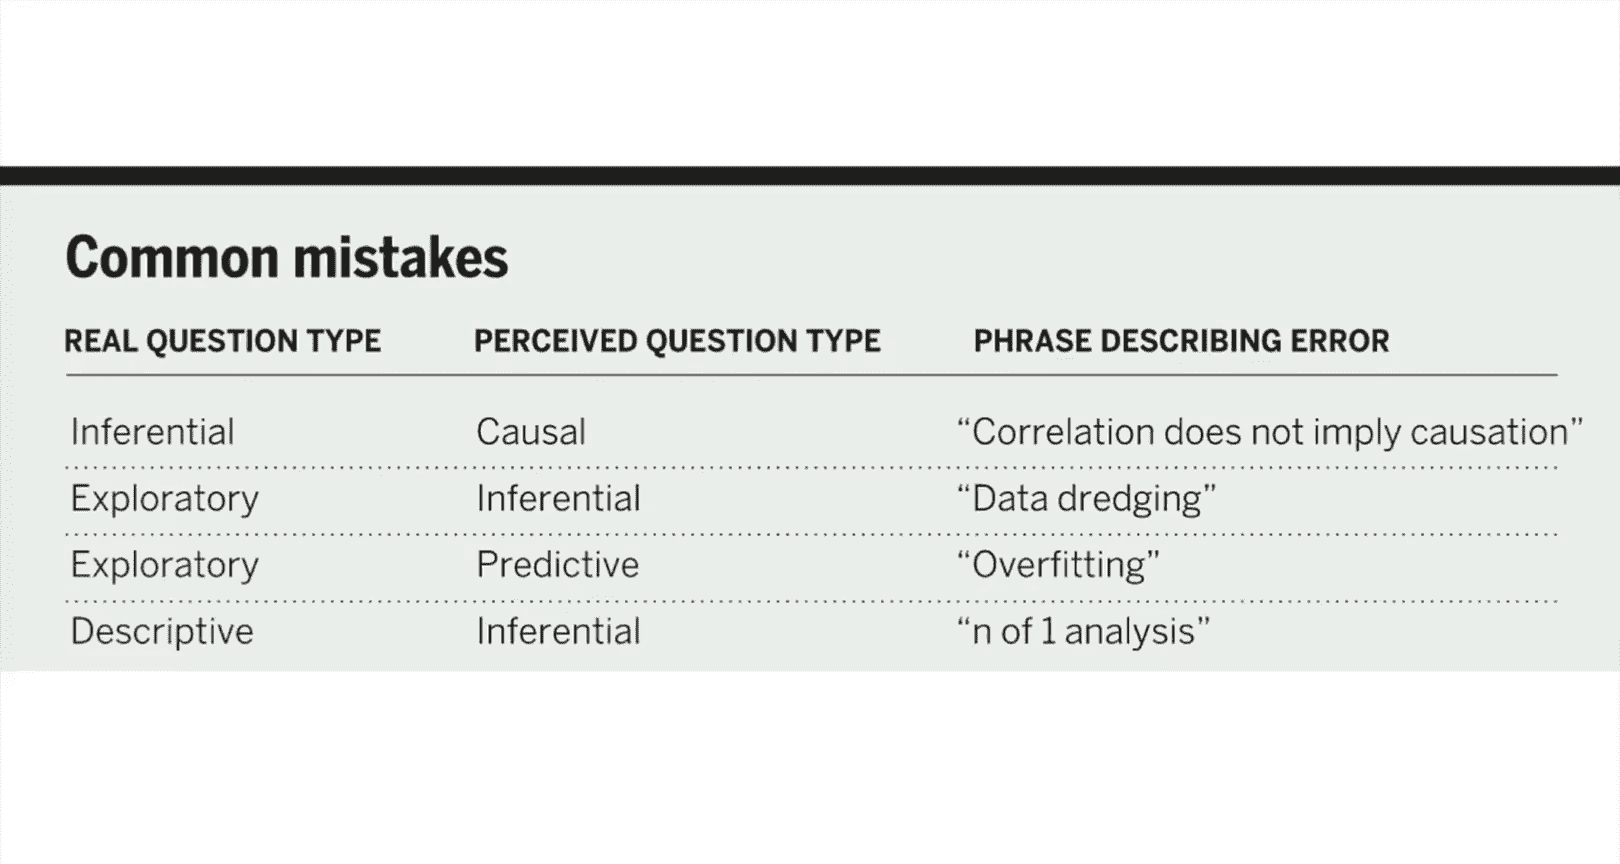 Common mistakes
REAL QUESTION TYPE PERCEIVED QUESTION TYPE PHRASE DESCRIBING ERROR
Inferential Causal “Correlation does not imply causation”
Exploratory Inferential “Data dredging”
Exploratory Predictive “Overfitting”
Descriptive Inferential “n of 1 analysis”